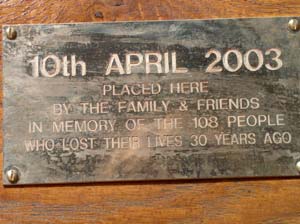 10th APRIL 2003
PLACED HERE
BY THE FAMILY & FRIENDS
IN MEMORY OF THE 108 PEOPLE
WHO LOST THEIR LIVES 30 YEARS AGO